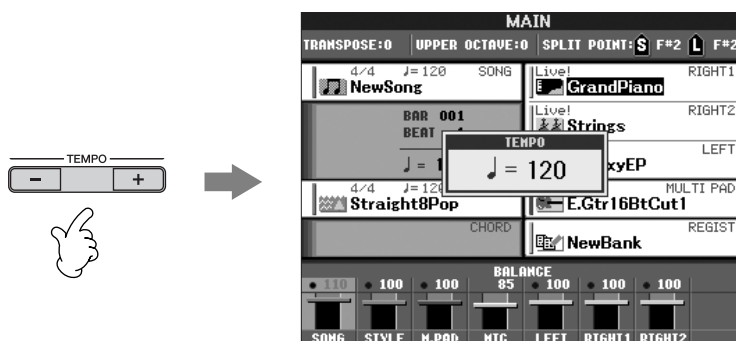 TEMPO
− +
MAIN
TRANSPOSE:0 UPPER OCTAVE:0 SPLIT POINT: S F#2 L F#2
4/4 ♩=120 SONG
NewSong
BAR 001
BEAT
Live! RIGHT1
GrandPiano
Live! RIGHT2
Strings
LEFT
xyEP
TEMPO
♩= 120
4/4 ♩=12
Straight8Pop
MULTI PAD
E.Gtr16BtCut1
CHORD
REGIST
NewBank
BALANCE
110 100 100 85 100 100 100
SONG STYLE M.PAD MIC LEFT RIGHT1 RIGHT2